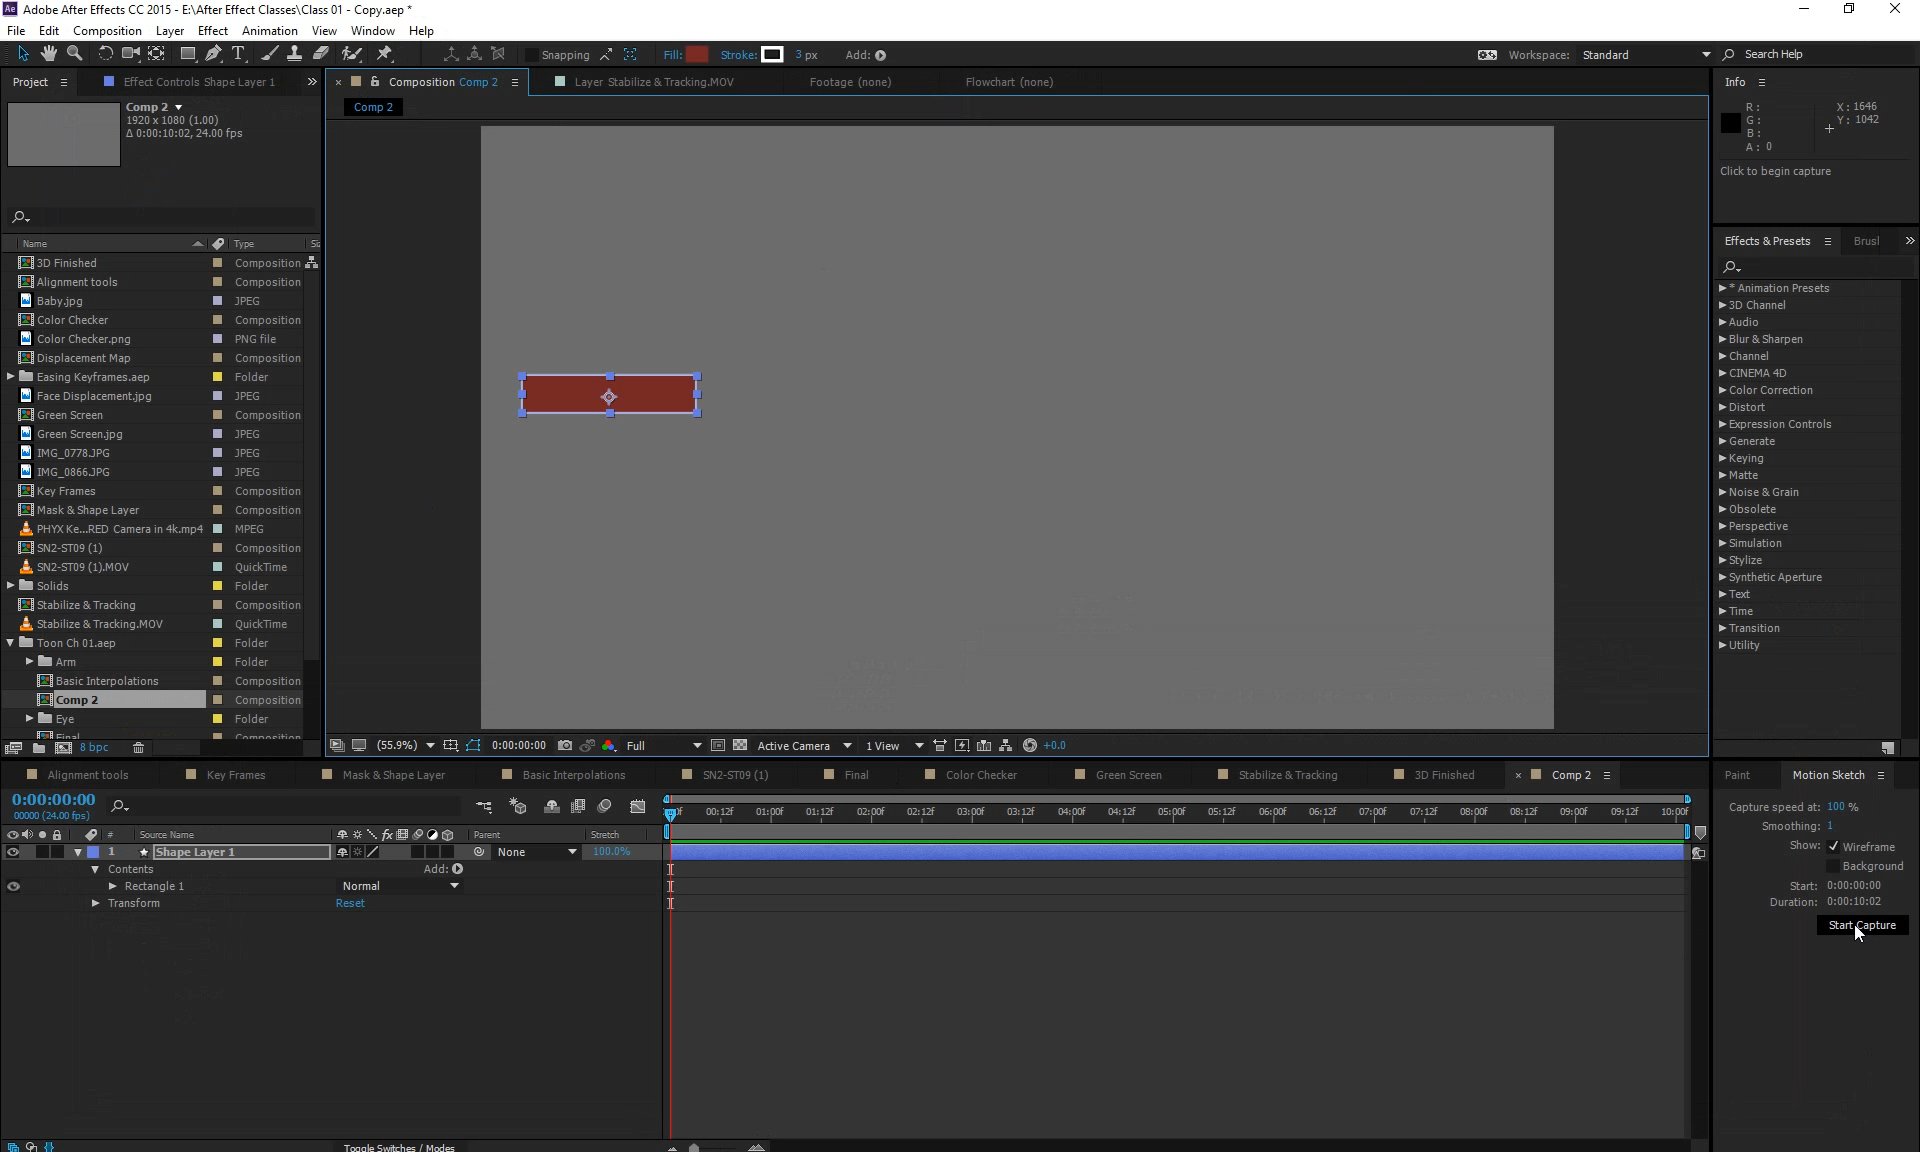 Adobe After Effects CC 2015 - E:\After Effect Classes\Class 01 - Copy.aep *
File Edit Composition Layer Effect Animation View Window Help
Snapping Fill: Stroke: 3 px Add: Workspace: Standard Search Help
Project Effect Controls Shape Layer 1
Composition Comp 2 Layer Stabilize & Tracking.MOV Footage (none) Flowchart (none)
Comp 2
Comp 2
1920 x 1080 (1.00)
Δ 0:00:10:02, 24.00 fps
Name Type
3D Finished Composition
Alignment tools Composition
Baby.jpg JPEG
Color Checker Composition
Color Checker.png PNG file
Displacement Map Composition
Easing Keyframes.aep Folder
Face Displacement.jpg JPEG
Green Screen Composition
Green Screen.jpg JPEG
IMG_0778.JPG JPEG
IMG_0866.JPG JPEG
Key Frames Composition
Mask & Shape Layer Composition
PHYX Ke...RED Camera in 4k.mp4 MPEG
SN2-ST09 (1) Composition
SN2-ST09 (1).MOV QuickTime
Solids Folder
Stabilize & Tracking Composition
Stabilize & Tracking.MOV QuickTime
Toon Ch 01.aep Folder
Arm Folder
Basic Interpolations Composition
Comp 2 Composition
Eye Folder
Final Composition
8 bpc
(55.9%) 0:00:00:00 Full Active Camera 1 View +0.0
Info
R: X: 1646
G: Y: 1042
B:
A: 0
Click to begin capture
Effects & Presets Brusl
* Animation Presets
3D Channel
Audio
Blur & Sharpen
Channel
CINEMA 4D
Color Correction
Distort
Expression Controls
Generate
Keying
Matte
Noise & Grain
Obsolete
Perspective
Simulation
Stylize
Synthetic Aperture
Text
Time
Transition
Utility
Alignment tools Key Frames Mask & Shape Layer Basic Interpolations SN2-ST09 (1) Final Color Checker Green Screen Stabilize & Tracking 3D Finished Comp 2
0:00:00:00
00000 (24.00 fps)
00:12f 01:00f 01:12f 02:00f 02:12f 03:00f 03:12f 04:00f 04:12f 05:00f 05:12f 06:00f 06:12f 07:00f 07:12f 08:00f 08:12f 09:00f 09:12f 10:00f
# Source Name Parent Stretch
1 Shape Layer 1 None 100.0%
Contents Add:
Rectangle 1 Normal
Transform Reset
Toggle Switches / Modes
Paint Motion Sketch
Capture speed at: 100 %
Smoothing: 1
Show: Wireframe
Background
Start: 0:00:00:00
Duration: 0:00:10:02
Start Capture